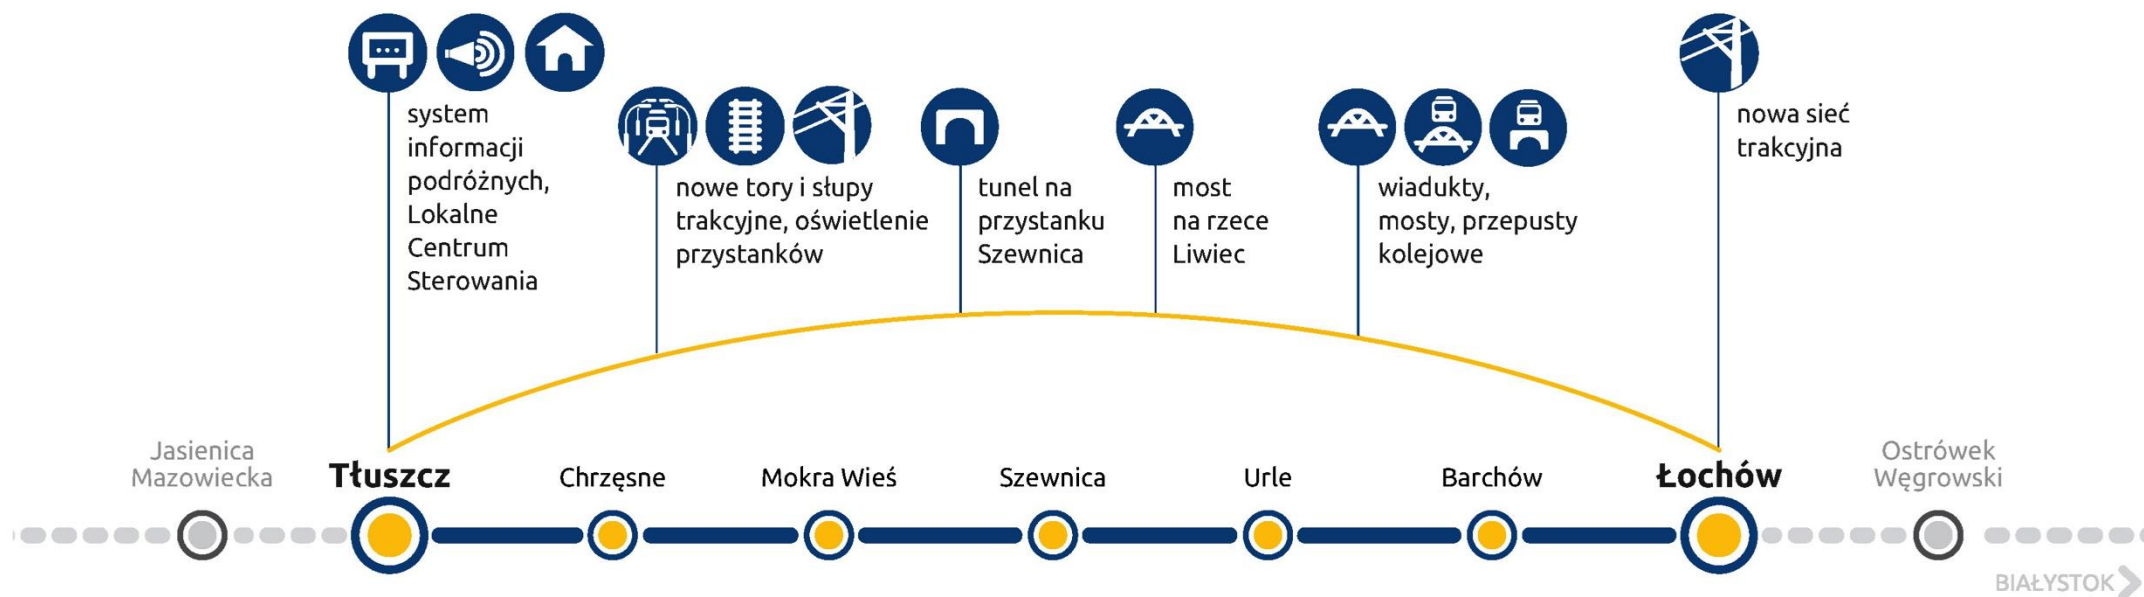 system
informacji
podróżnych,
Lokalne
Centrum
Sterowania
nowe tory i słupy
trakcyjne, oświetlenie
przystanków
tunel na
przystanku
Szewnica
most
na rzece
Liwiec
wiadukty,
mosty, przepusty
kolejowe
nowa sieć
trakcyjna
Jasienica
Mazowiecka
Tłuszcz
Chrzęsne
Mokra Wieś
Szewnica
Urle
Barchów
Łochów
Ostrówek
Węgrowski
BIAŁYSTOK